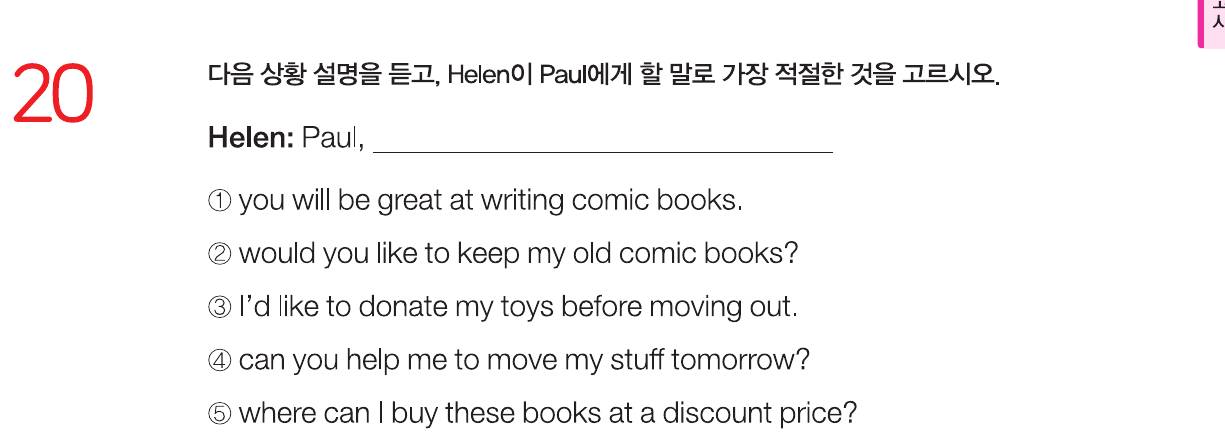 20
다음 상황 설명을 듣고, Helen이 Paul에게 할 말로 가장 적절한 것을 고르시오.
Helen: Paul, ____________________
① you will be great at writing comic books.
② would you like to keep my old comic books?
③ I'd like to donate my toys before moving out.
④ can you help me to move my stuff tomorrow?
⑤ where can I buy these books at a discount price?